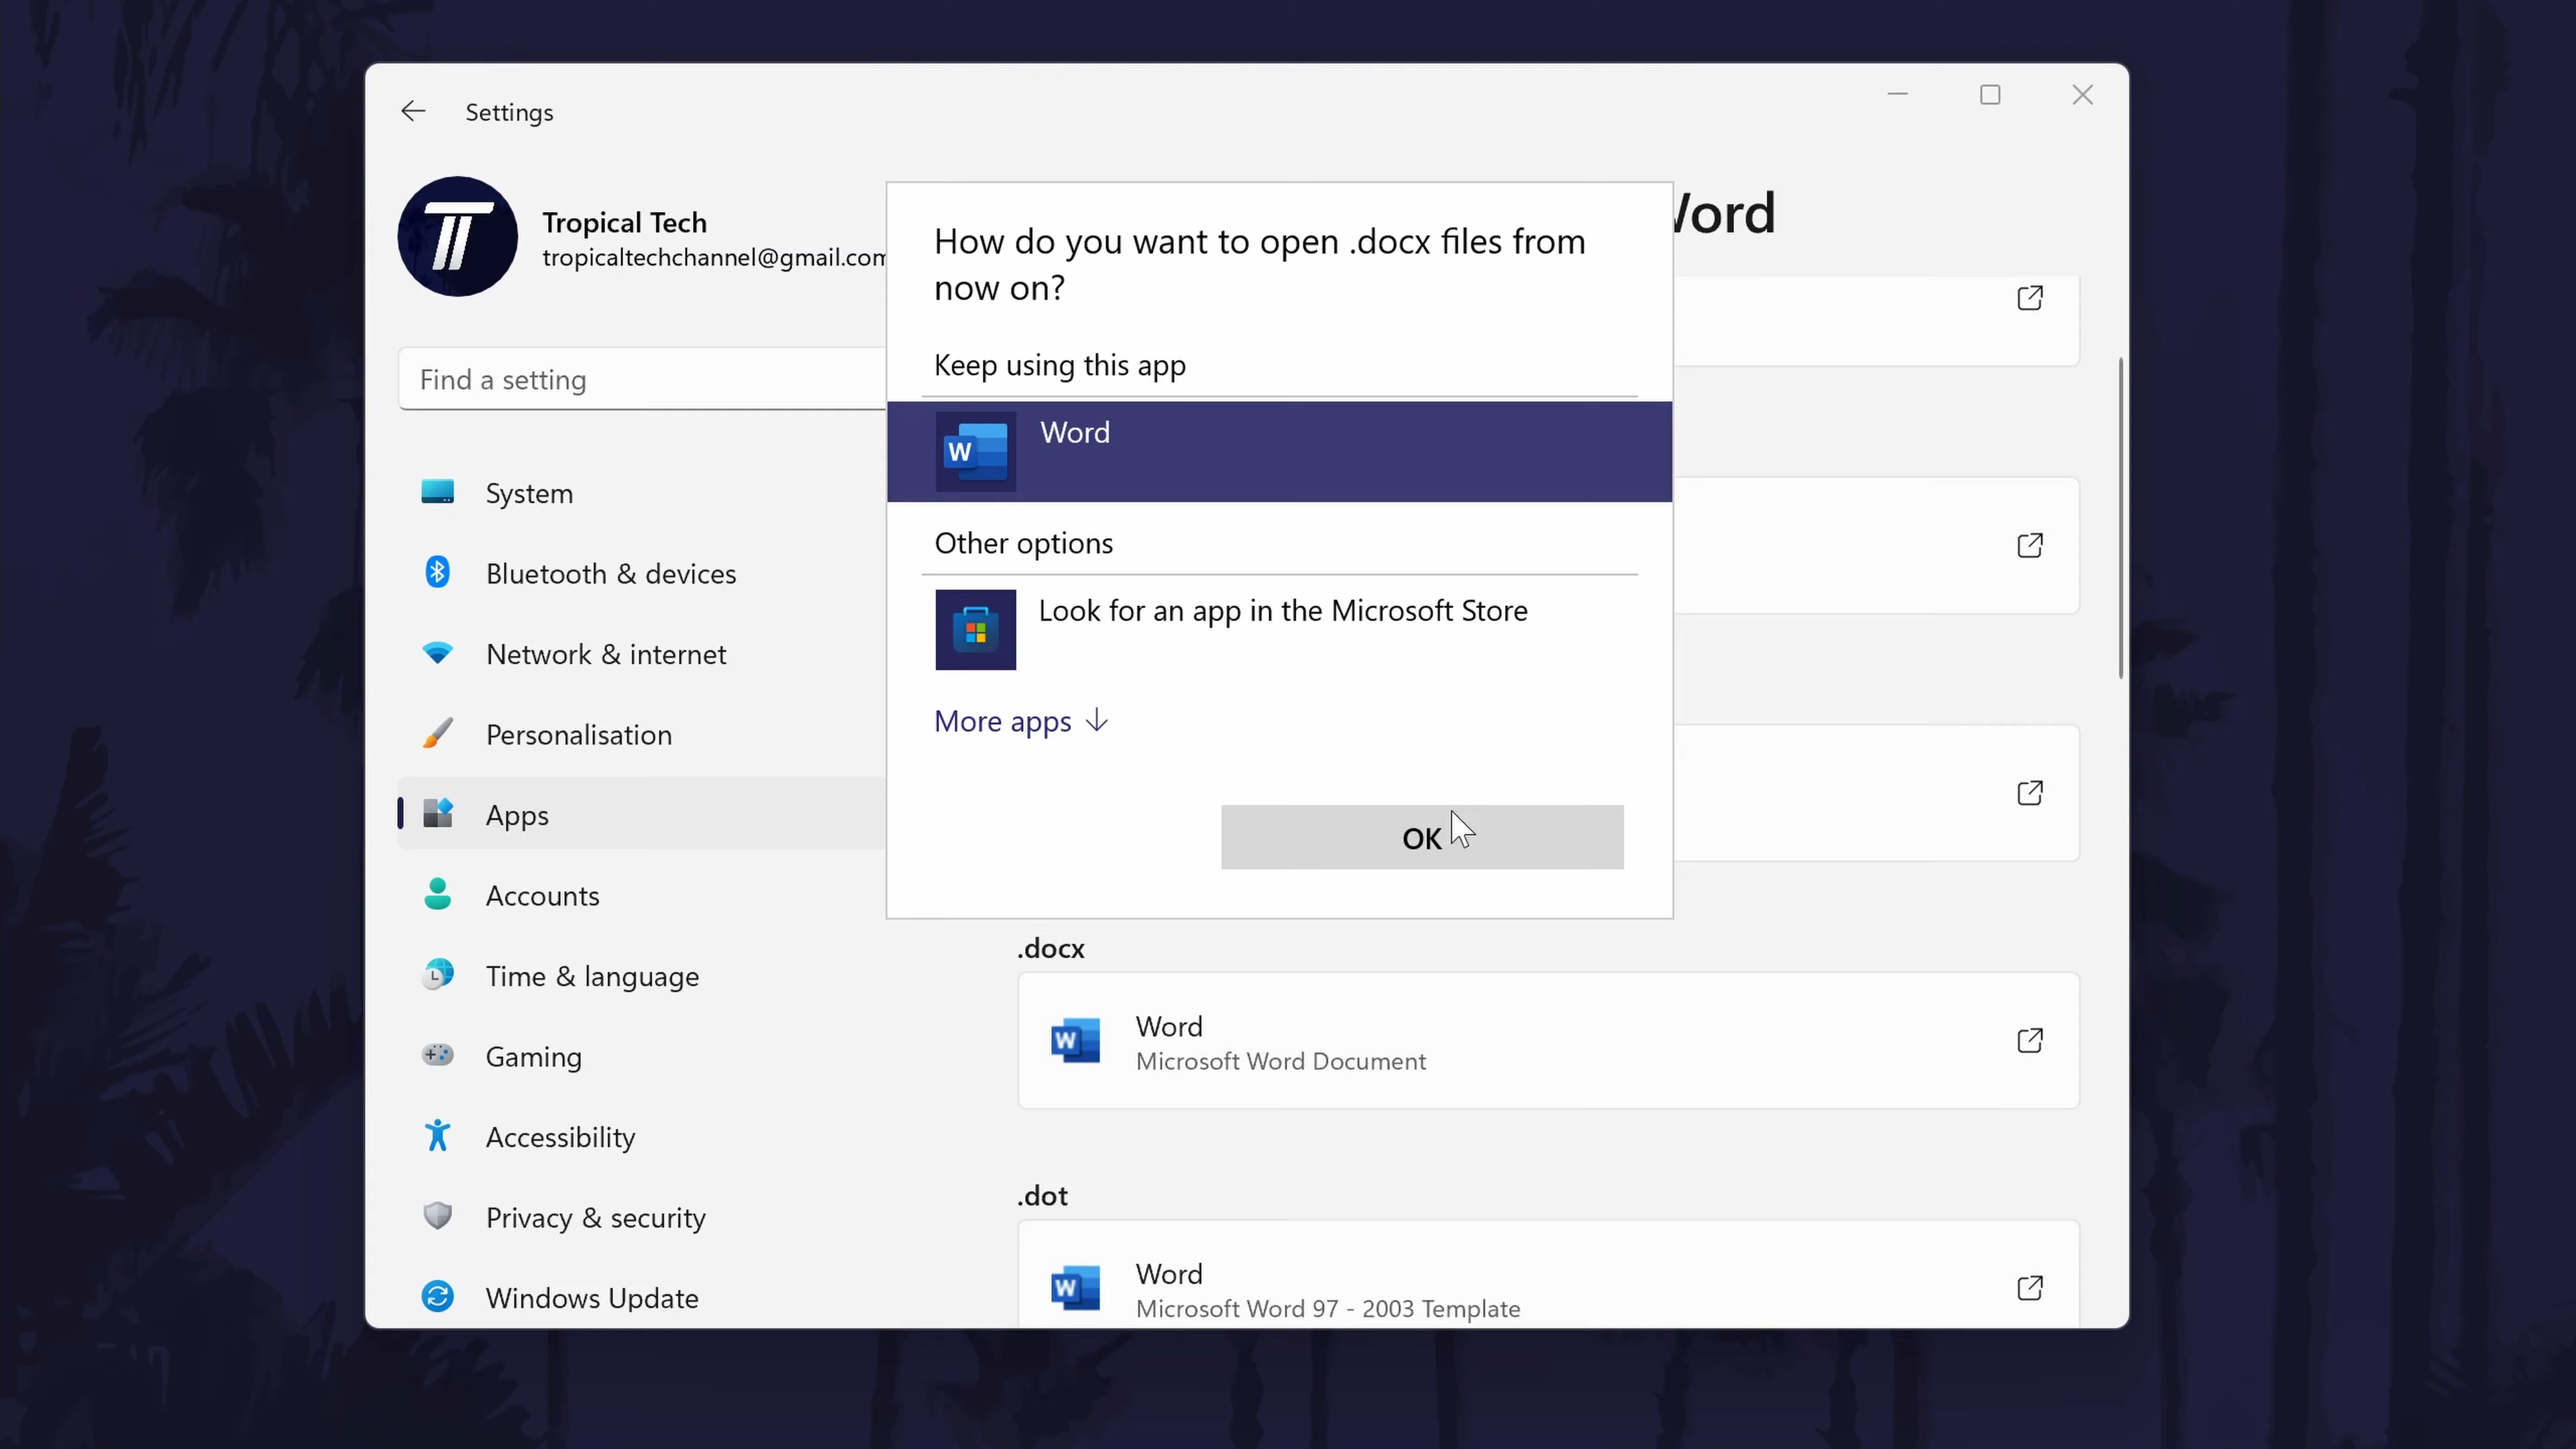 Settings
Tropical Tech
tropicaltechchannel@gmail.com
Find a setting
System
Bluetooth & devices
Network & internet
Personalisation
Apps
Accounts
Time & language
Gaming
Accessibility
Privacy & security
Windows Update
Word
How do you want to open .docx files from
now on?
Keep using this app
W
Word
Other options
Look for an app in the Microsoft Store
More apps
OK
.docx
W
Word
Microsoft Word Document
.dot
W
Word
Microsoft Word 97 - 2003 Template